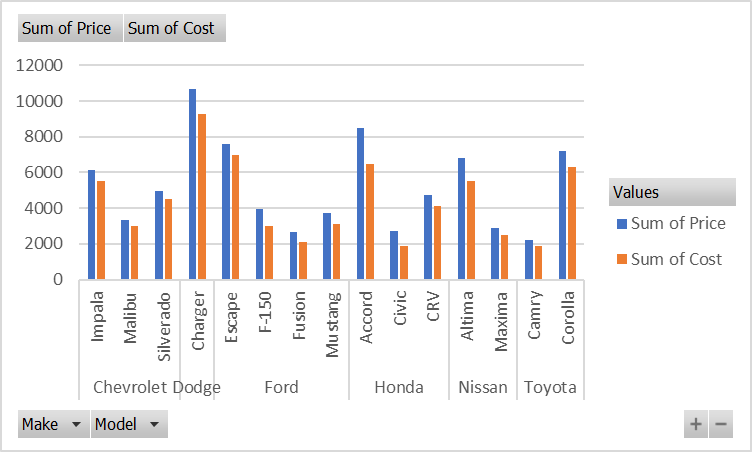 Sum of Price Sum of Cost
12000
10000
8000
6000
4000
2000
0
Values
Sum of Price
Sum of Cost
Impala Malibu Silverado Charger Escape F-150 Fusion Mustang Accord Civic CRV Altima Maxima Camry Corolla
Chevrolet Dodge Ford Honda Nissan Toyota
Make Model
+ −